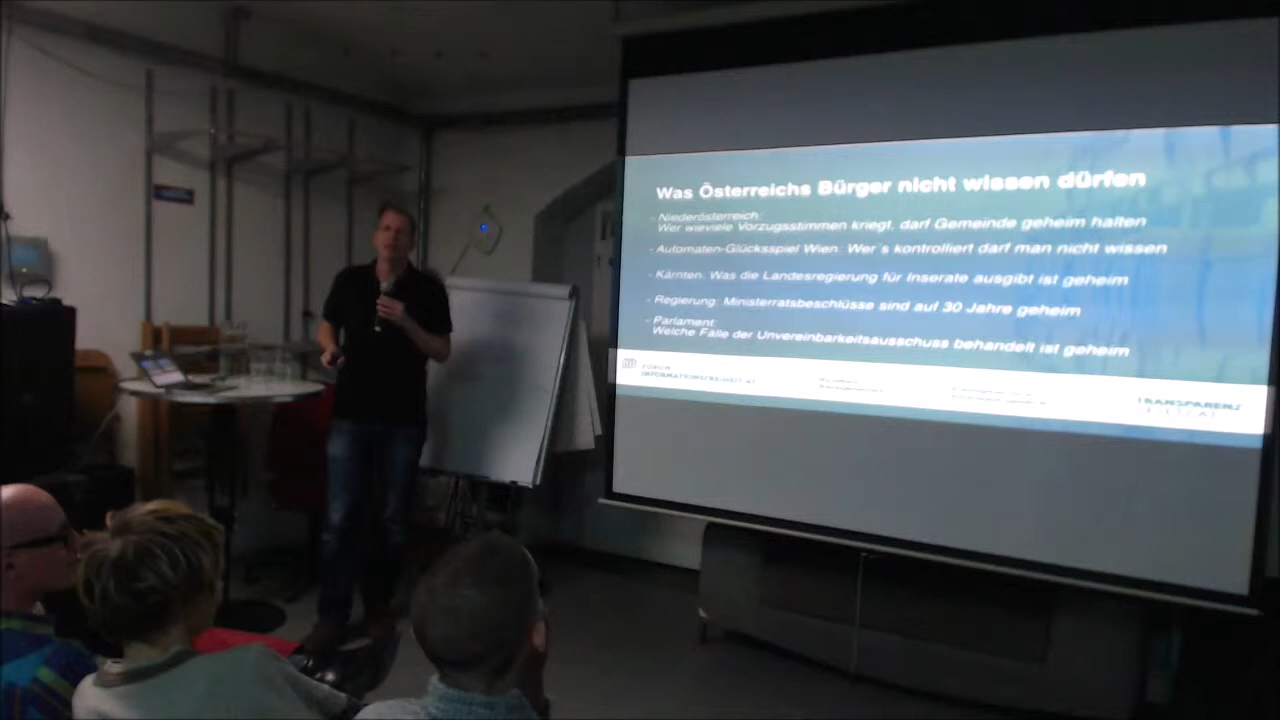 Was Österreichs Bürger nicht wissen dürfen
- Niederösterreich:
Wer wieviele Vorzugsstimmen kriegt, darf Gemeinde geheim halten
- Automaten-Glücksspiel Wien: Wer´s kontrolliert darf man nicht wissen
- Kärnten: Was die Landesregierung für Inserate ausgibt ist geheim
- Regierung: Ministerratsbeschlüsse sind auf 30 Jahre geheim
- Parlament:
Welche Fälle der Unvereinbarkeitsausschuss behandelt ist geheim
FORUM
INFORMATIONSFREIHEIT.AT
TRANSPARENZ